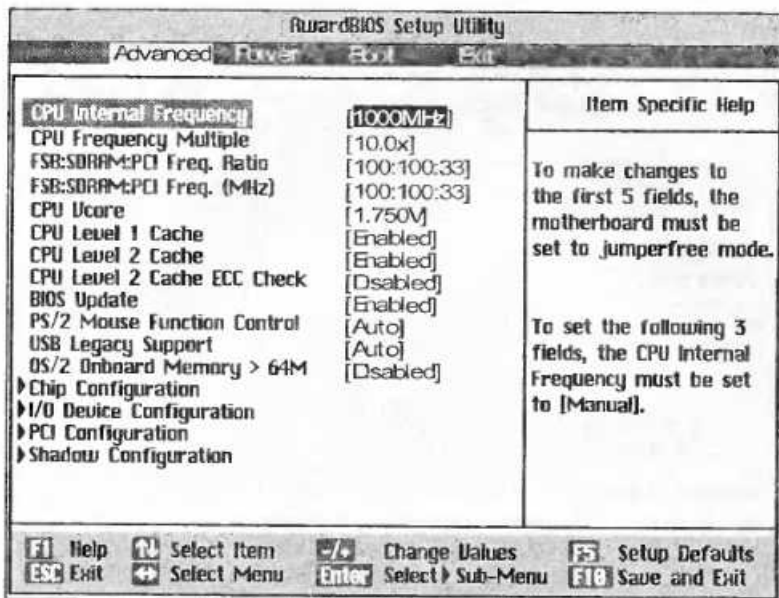 AwardBIOS Setup Utility
Advanced Power Boot Exit
CPU Internal Frequency [1000MHz]
CPU Frequency Multiple [10.0x]
FSB:SDRAM:PCI Freq. Ratio [100:100:33]
FSB:SDRAM:PCI Freq. (MHz) [100:100:33]
CPU Vcore [1.750V]
CPU Level 1 Cache [Enabled]
CPU Level 2 Cache [Enabled]
CPU Level 2 Cache ECC Check [Disabled]
BIOS Update [Enabled]
PS/2 Mouse Function Control [Auto]
USB Legacy Support [Auto]
OS/2 Onboard Memory > 64M [Disabled]
Chip Configuration
I/O Device Configuration
PCI Configuration
Shadow Configuration
Item Specific Help
To make changes to
the first 5 fields, the
motherboard must be
set to jumperfree mode.
To set the following 3
fields, the CPU Internal
Frequency must be set
to [Manual].
F1 Help ↑↓ Select Item -/+ Change Values F5 Setup Defaults
ESC Exit ↔ Select Menu Enter Select ▶ Sub-Menu F10 Save and Exit